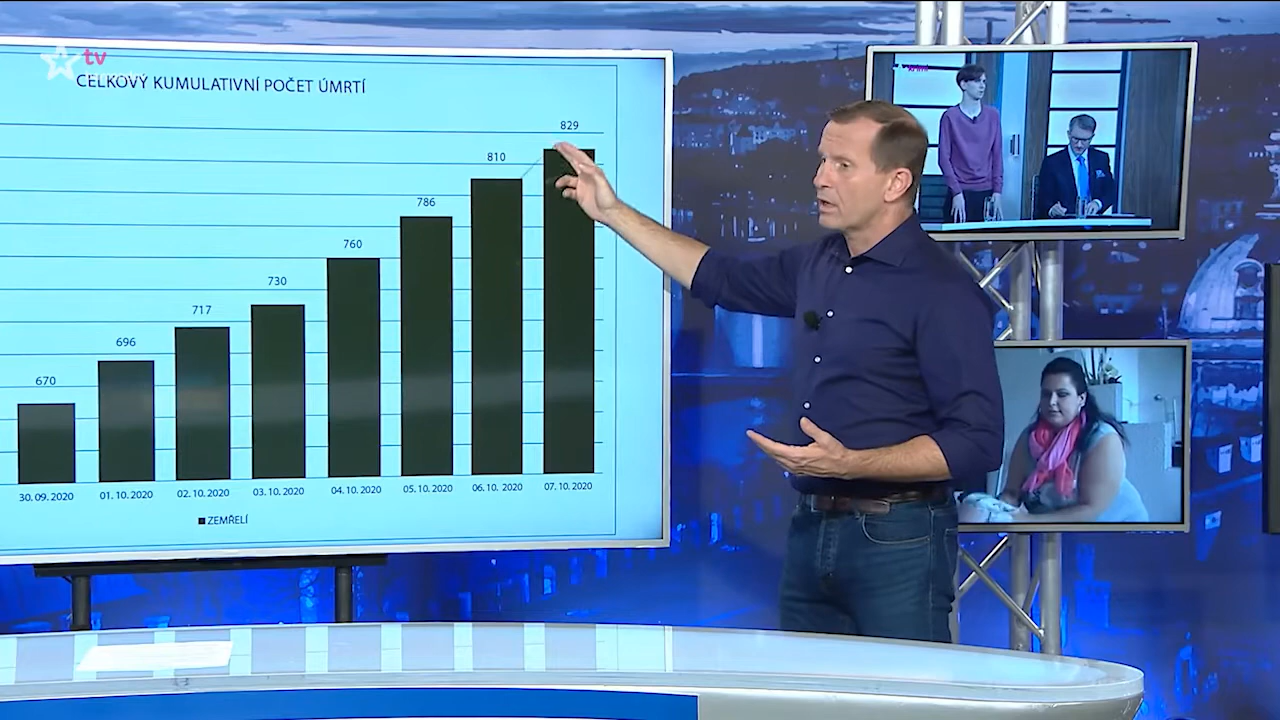 tv
CELKOVÝ KUMULATIVNÍ POČET ÚMRTÍ
670
696
717
730
760
786
810
829
30. 09. 2020
01. 10. 2020
02. 10. 2020
03. 10. 2020
04. 10. 2020
05. 10. 2020
06. 10. 2020
07. 10. 2020
ZEMŘELÍ